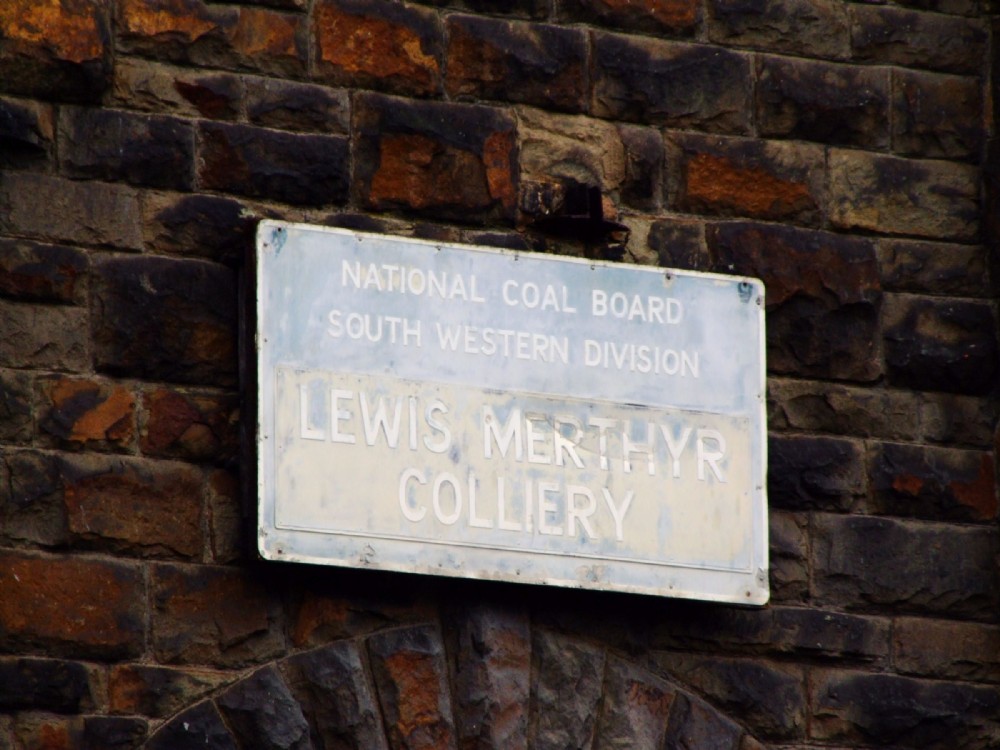 NATIONAL COAL BOARD
SOUTH WESTERN DIVISION
LEWIS MERTHYR
COLLIERY